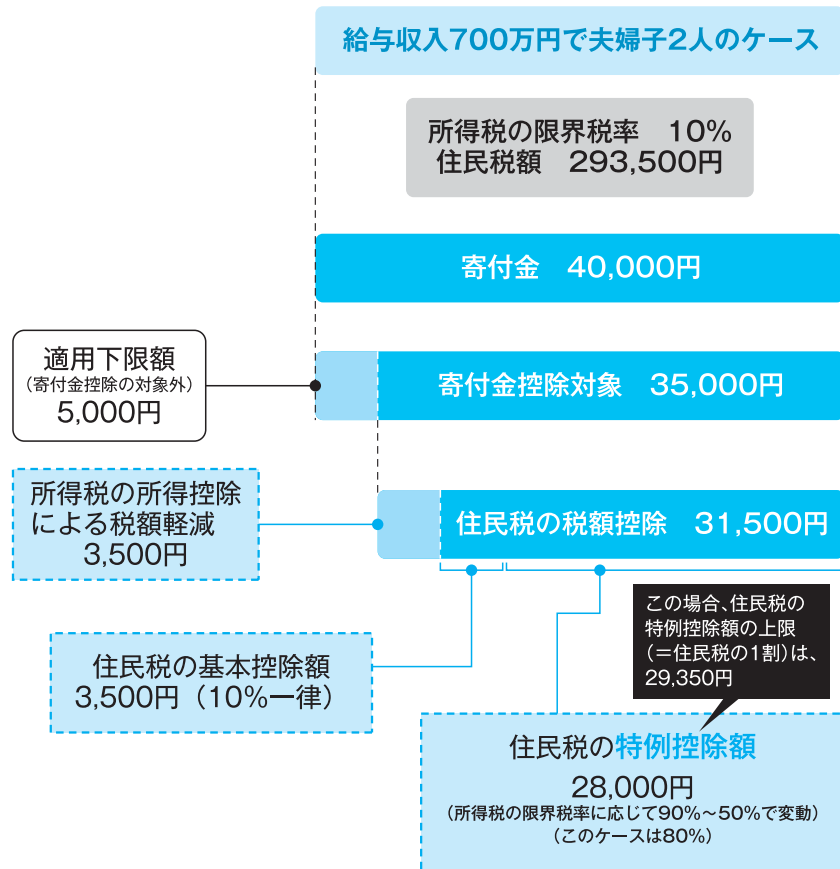 給与収入700万円で夫婦子2人のケース
所得税の限界税率　10%
住民税額　293,500円
寄付金　40,000円
適用下限額
（寄付金控除の対象外）
5,000円
寄付金控除対象　35,000円
所得税の所得控除
による税額軽減
3,500円
住民税の税額控除　31,500円
この場合、住民税の
特例控除額の上限
（＝住民税の1割）は、
29,350円
住民税の基本控除額
3,500円（10%一律）
住民税の特例控除額
28,000円
（所得税の限界税率に応じて90%～50%で変動）
（このケースは80%）